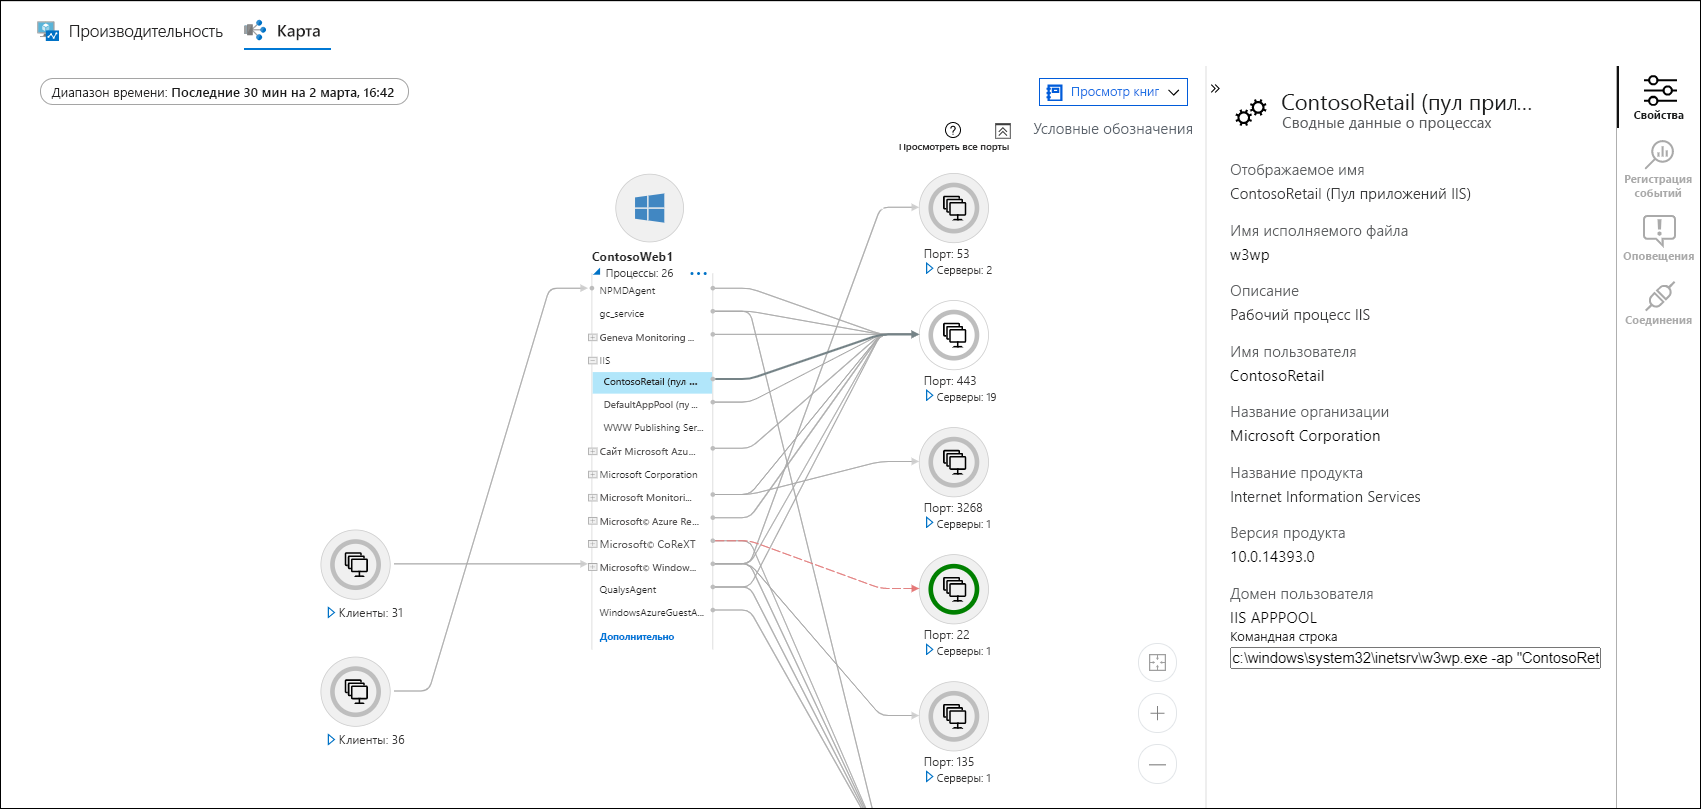 Производительность
Карта
Диапазон времени: Последние 30 мин на 2 марта, 16:42
Просмотр книг
Просмотреть все порты
Условные обозначения
ContosoWeb1
Процессы: 26
NPMDAgent
gc_service
Geneva Monitoring ...
IIS
ContosoRetail (пул ...
DefaultAppPool (пу ...
WWW Publishing Ser...
Сайт Microsoft Azu...
Microsoft Corporation
Microsoft Monitori...
Microsoft© Azure Re...
Microsoft© CoReXT
Microsoft© Window...
QualysAgent
WindowsAzureGuestA...
Дополнительно
Клиенты: 31
Клиенты: 36
Порт: 53
Серверы: 2
Порт: 443
Серверы: 19
Порт: 3268
Серверы: 1
Порт: 22
Серверы: 1
Порт: 135
Серверы: 1
ContosoRetail (пул прил...
Сводные данные о процессах
Отображаемое имя
ContosoRetail (Пул приложений IIS)
Имя исполняемого файла
w3wp
Описание
Рабочий процесс IIS
Имя пользователя
ContosoRetail
Название организации
Microsoft Corporation
Название продукта
Internet Information Services
Версия продукта
10.0.14393.0
Домен пользователя
IIS APPPOOL
Командная строка
c:\windows\system32\inetsrv\w3wp.exe -ap "ContosoRet
Свойства
Регистрация
событий
Оповещения
Соединения